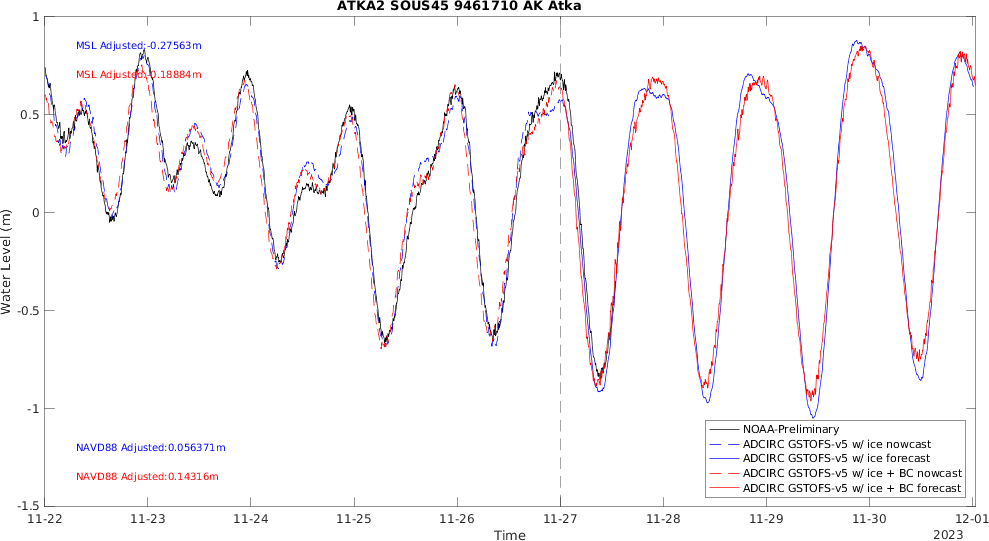 ATKA2 SOUS45 9461710 AK Atka
MSL Adjusted:-0.27563m
MSL Adjusted:-0.18884m
NAVD88 Adjusted:0.056371m
NAVD88 Adjusted:0.14316m
Water Level (m)
1
0.5
0
-0.5
-1
-1.5
NOAA-Preliminary
ADCIRC GSTOFS-v5 w/ ice nowcast
ADCIRC GSTOFS-v5 w/ ice forecast
ADCIRC GSTOFS-v5 w/ ice + BC nowcast
ADCIRC GSTOFS-v5 w/ ice + BC forecast
11-22 11-23 11-24 11-25 11-26 11-27 11-28 11-29 11-30 12-01
Time
2023